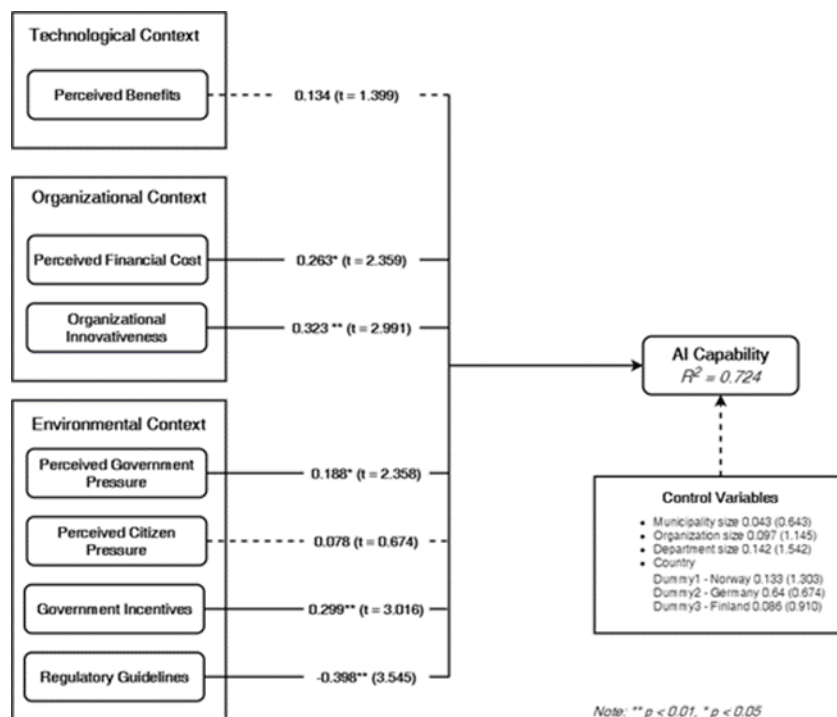 Technological Context
Perceived Benefits
0.134 (t = 1.399)
Organizational Context
Perceived Financial Cost
0.263* (t = 2.359)
Organizational
Innovativeness
0.323 ** (t = 2.991)
AI Capability
R² = 0.724
Environmental Context
Perceived Government
Pressure
0.188* (t = 2.358)
Perceived Citizen
Pressure
0.078 (t = 0.674)
Government Incentives
0.299** (t = 3.016)
Regulatory Guidelines
-0.398** (3.545)
Control Variables
• Municipality size 0.043 (0.643)
• Organization size 0.097 (1.145)
• Department size 0.142 (1.542)
• Country
Dummy1 - Norway 0.133 (1.303)
Dummy2 - Germany 0.64 (0.674)
Dummy3 - Finland 0.086 (0.910)
Note: ** p < 0.01, * p < 0.05